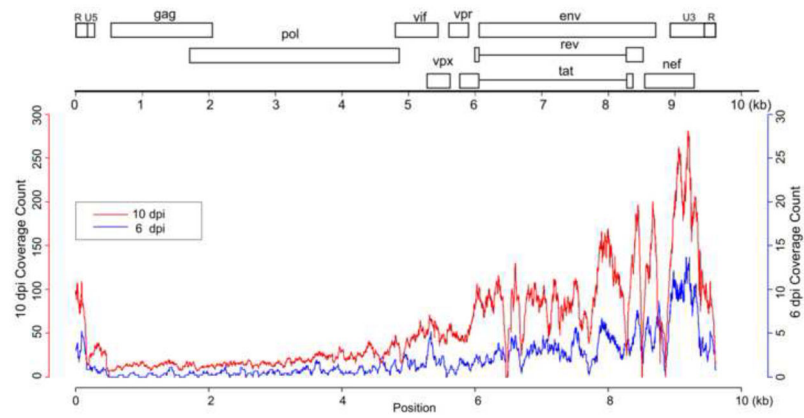 R U5 gag vif vpr env U3 R
pol rev
vpx tat nef
0 1 2 3 4 5 6 7 8 9 10 (kb)
10 dpi Coverage Count
300
250
200
150
100
50
0
10 dpi
6 dpi
6 dpi Coverage Count
30
25
20
15
10
5
0
0 2 4 6 8 10 (kb)
Position